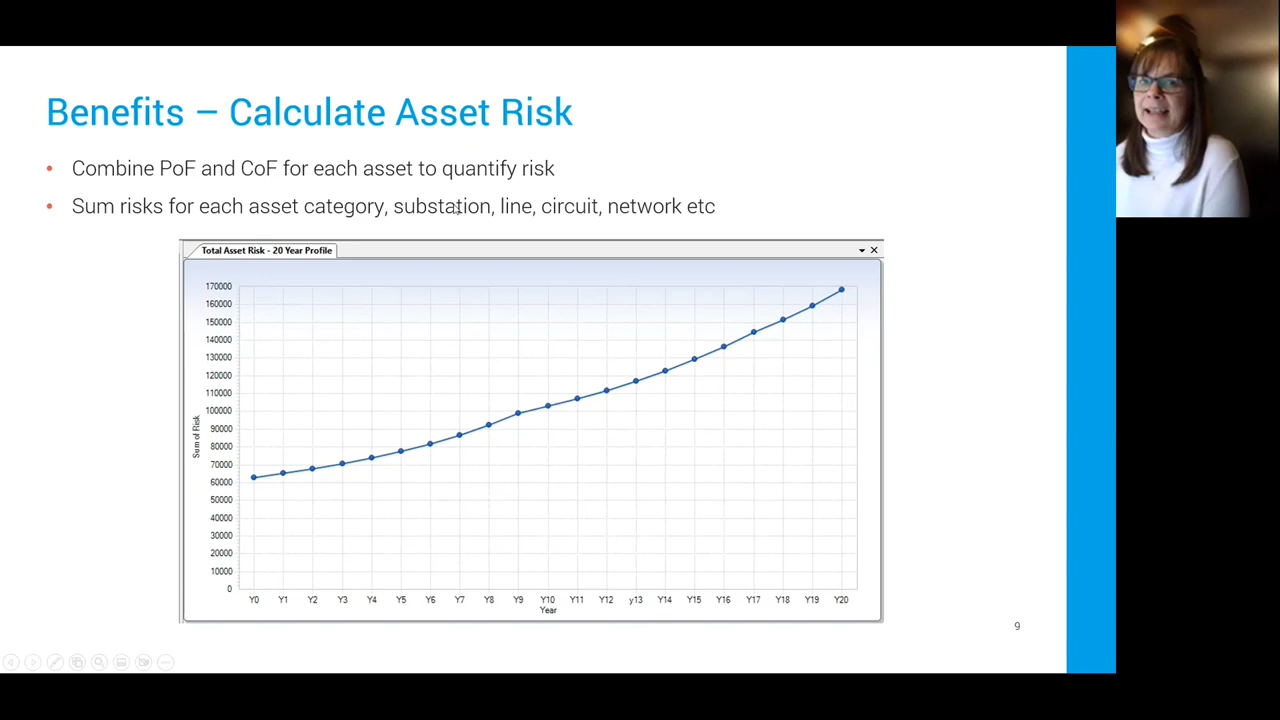 Benefits – Calculate Asset Risk
• Combine PoF and CoF for each asset to quantify risk
• Sum risks for each asset category, substation, line, circuit, network etc
Total Asset Risk - 20 Year Profile
170000
160000
150000
140000
130000
120000
110000
100000
90000
80000
70000
60000
50000
40000
30000
20000
10000
0
Sum of Risk
Y0 Y1 Y2 Y3 Y4 Y5 Y6 Y7 Y8 Y9 Y10 Y11 Y12 y13 Y14 Y15 Y16 Y17 Y18 Y19 Y20
Year
9